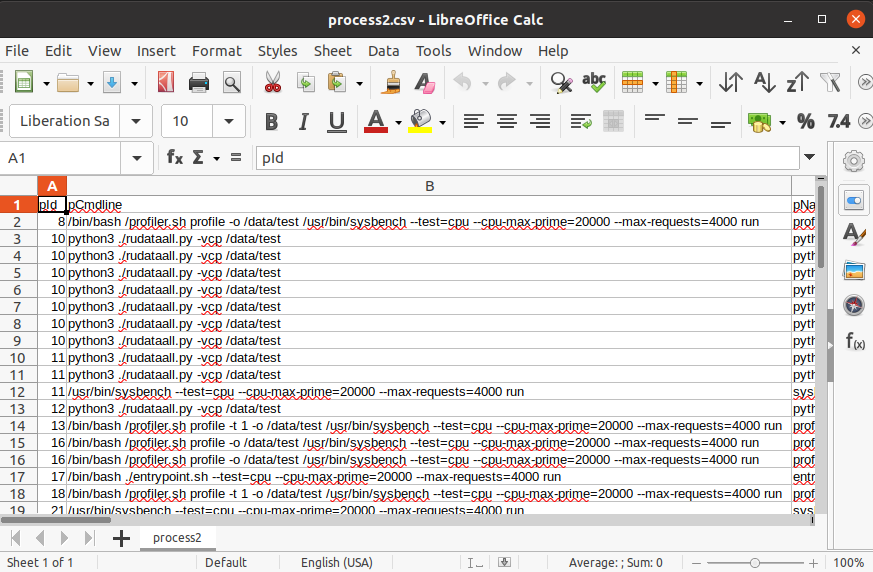 process2.csv - LibreOffice Calc
File Edit View Insert Format Styles Sheet Data Tools Window Help
abc
Liberation Sa 10 B I U A % 7.4
A1 fx Σ = pId
A B
1 pId pCmdline pNa
2 8 /bin/bash /profiler.sh profile -o /data/test /usr/bin/sysbench --test=cpu --cpu-max-prime=20000 --max-requests=4000 run prof
3 10 python3 ./rudataall.py -vcp /data/test pyth
4 10 python3 ./rudataall.py -vcp /data/test pyth
5 10 python3 ./rudataall.py -vcp /data/test pyth
6 10 python3 ./rudataall.py -vcp /data/test pyth
7 10 python3 ./rudataall.py -vcp /data/test pyth
8 10 python3 ./rudataall.py -vcp /data/test pyth
9 10 python3 ./rudataall.py -vcp /data/test pyth
10 11 python3 ./rudataall.py -vcp /data/test pyth
11 11 python3 ./rudataall.py -vcp /data/test pyth
12 11 /usr/bin/sysbench --test=cpu --cpu-max-prime=20000 --max-requests=4000 run sys
13 12 python3 ./rudataall.py -vcp /data/test pyth
14 13 /bin/bash /profiler.sh profile -t 1 -o /data/test /usr/bin/sysbench --test=cpu --cpu-max-prime=20000 --max-requests=4000 run prof
15 16 /bin/bash /profiler.sh profile -o /data/test /usr/bin/sysbench --test=cpu --cpu-max-prime=20000 --max-requests=4000 run prof
16 16 /bin/bash /profiler.sh profile -o /data/test /usr/bin/sysbench --test=cpu --cpu-max-prime=20000 --max-requests=4000 run prof
17 17 /bin/bash ./entrypoint.sh --test=cpu --cpu-max-prime=20000 --max-requests=4000 run entr
18 18 /bin/bash /profiler.sh profile -t 1 -o /data/test /usr/bin/sysbench --test=cpu --cpu-max-prime=20000 --max-requests=4000 run prof
19 21 /usr/bin/sysbench --test=cpu --cpu-max-prime=20000 --max-requests=4000 run sys
process2
Sheet 1 of 1 Default English (USA) Average: ; Sum: 0 100%